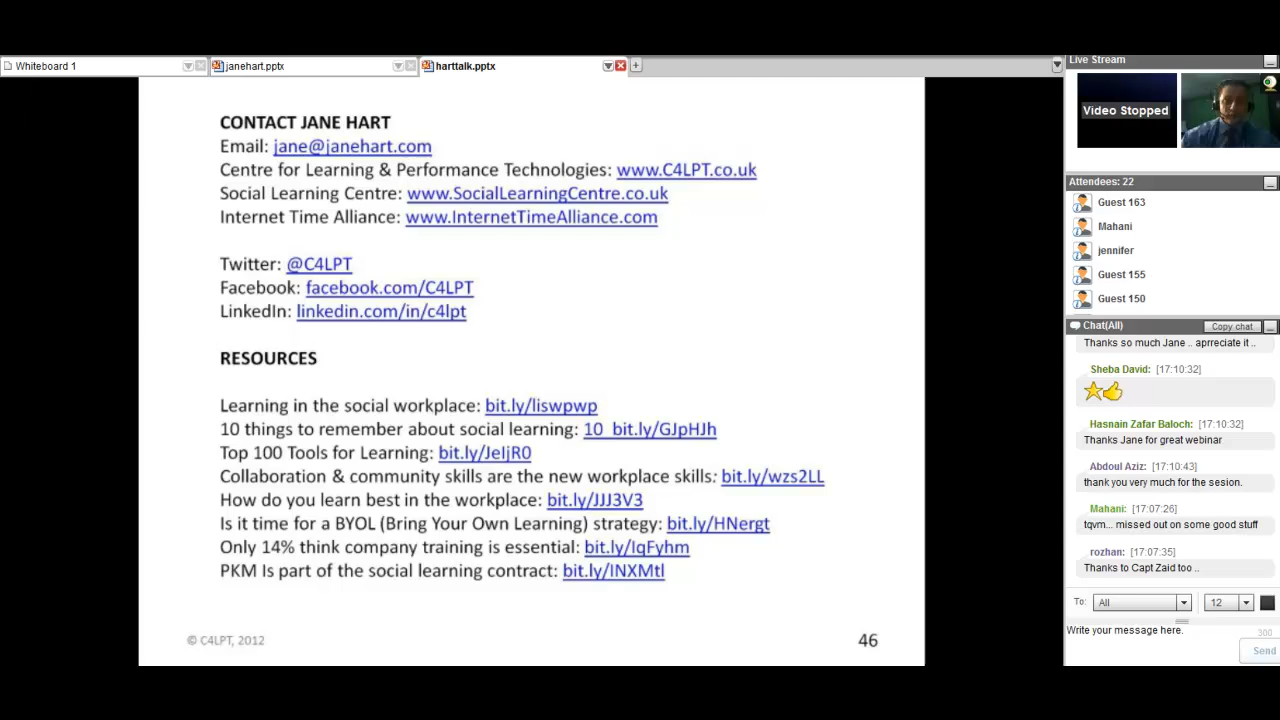 Whiteboard 1
janehart.pptx
harttalk.pptx
CONTACT JANE HART
Email: jane@janehart.com
Centre for Learning & Performance Technologies: www.C4LPT.co.uk
Social Learning Centre: www.SocialLearningCentre.co.uk
Internet Time Alliance: www.InternetTimeAlliance.com
Twitter: @C4LPT
Facebook: facebook.com/C4LPT
LinkedIn: linkedin.com/in/c4lpt
RESOURCES
Learning in the social workplace: bit.ly/liswpwp
10 things to remember about social learning: 10 bit.ly/GJpHJh
Top 100 Tools for Learning: bit.ly/JeIjR0
Collaboration & community skills are the new workplace skills: bit.ly/wzs2LL
How do you learn best in the workplace: bit.ly/JJJ3V3
Is it time for a BYOL (Bring Your Own Learning) strategy: bit.ly/HNergt
Only 14% think company training is essential: bit.ly/IqFyhm
PKM Is part of the social learning contract: bit.ly/INXMtl
© C4LPT, 2012
46
Live Stream
Video Stopped
Attendees: 22
Guest 163
Mahani
jennifer
Guest 155
Guest 150
Chat(All)
Copy chat
Thanks so much Jane .. aprreciate it ..
Sheba David: [17:10:32]
Hasnain Zafar Baloch: [17:10:32]
Thanks Jane for great webinar
Abdoul Aziz: [17:10:43]
thank you very much for the sesion.
Mahani: [17:07:26]
tqvm... missed out on some good stuff
rozhan: [17:07:35]
Thanks to Capt Zaid too ..
To: All 12
Write your message here.
300
Send